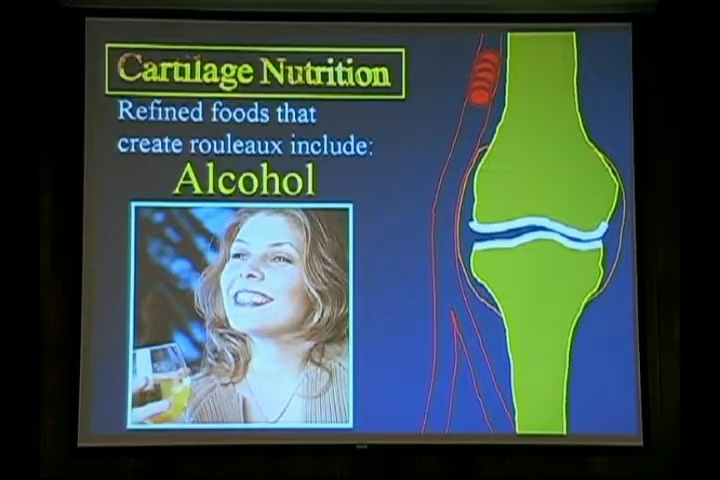 Cartilage Nutrition
Refined foods that
create rouleaux include:
Alcohol